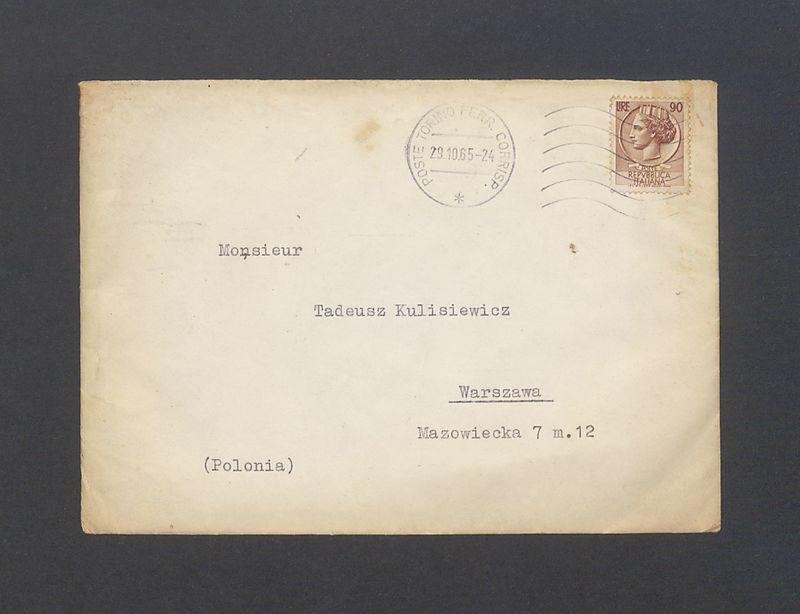 POSTE TORINO FERR. CORRISP.
29.10.65-24
*
LIRE 90
REPVBBLICA
ITALIANA
Monsieur
Tadeusz Kulisiewicz
Warszawa
Mazowiecka 7 m.12
(Polonia)